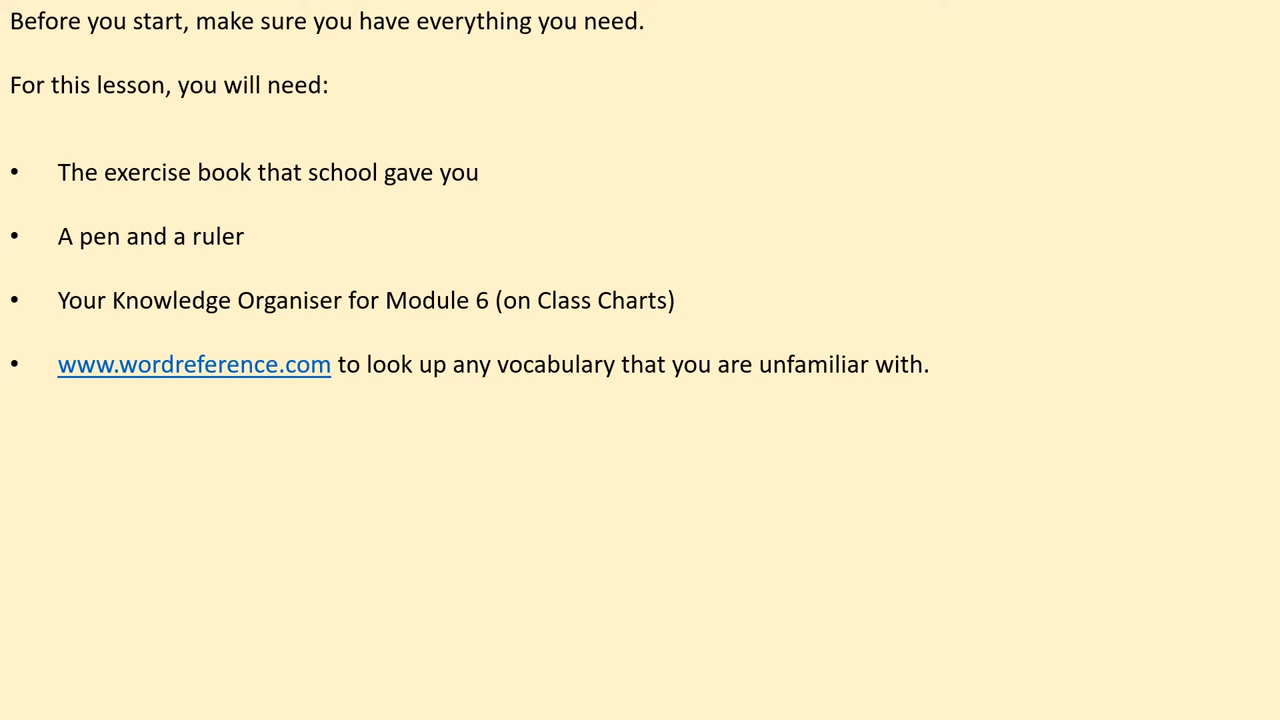 Before you start, make sure you have everything you need.
For this lesson, you will need:
• The exercise book that school gave you
• A pen and a ruler
• Your Knowledge Organiser for Module 6 (on Class Charts)
• www.wordreference.com to look up any vocabulary that you are unfamiliar with.